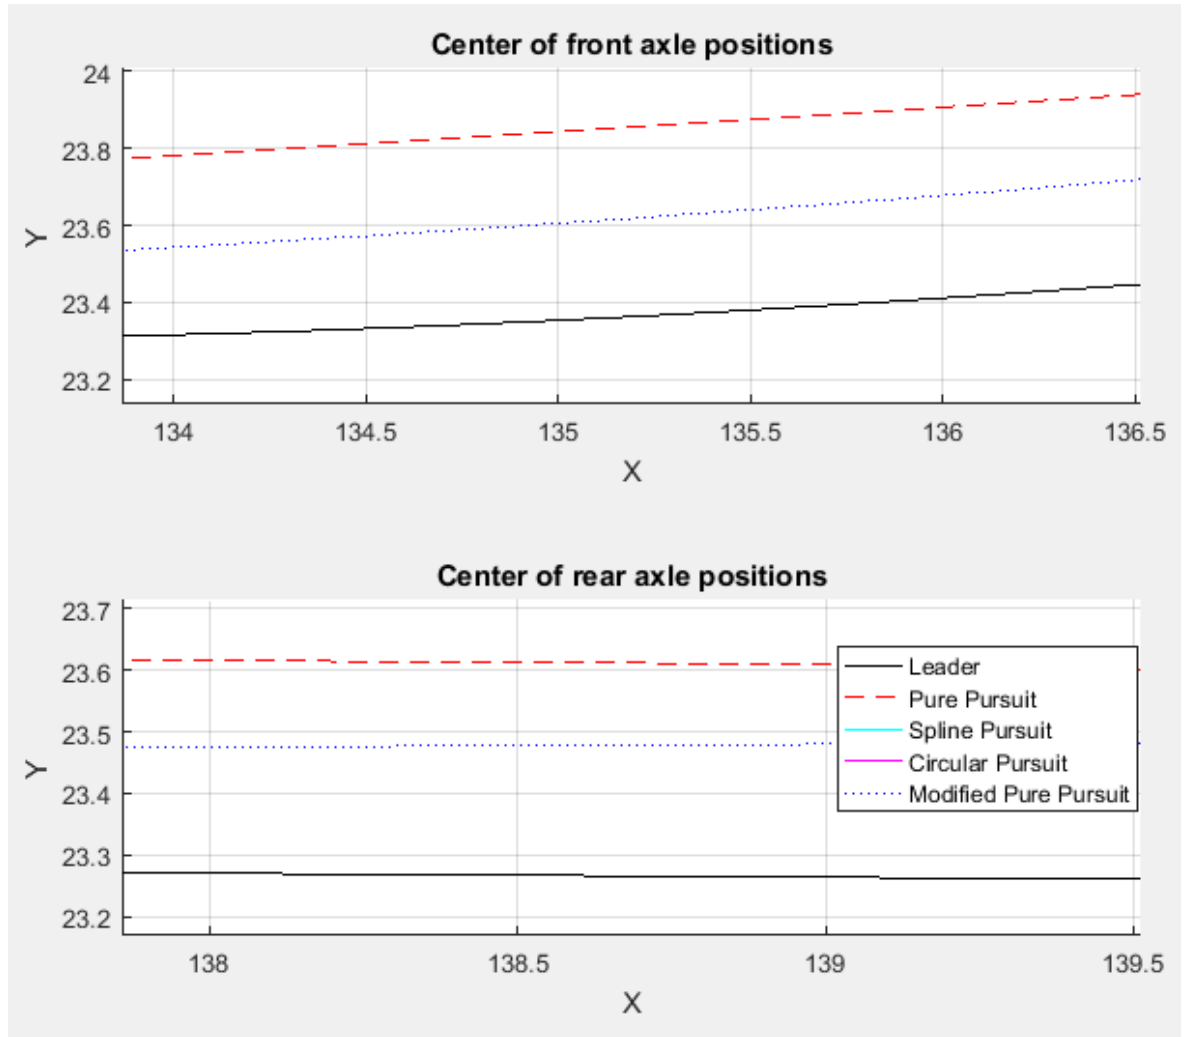 Center of front axle positions
24
23.8
23.6
23.4
23.2
Y
134 134.5 135 135.5 136 136.5
X
Center of rear axle positions
23.7
23.6
23.5
23.4
23.3
23.2
Y
Leader
Pure Pursuit
Spline Pursuit
Circular Pursuit
Modified Pure Pursuit
138 138.5 139 139.5
X